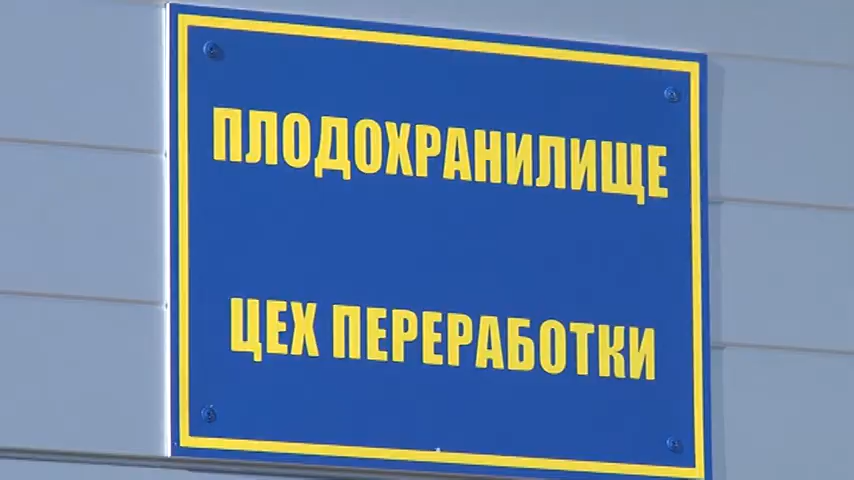 ПЛОДОХРАНИЛИЩЕ
ЦЕХ ПЕРЕРАБОТКИ